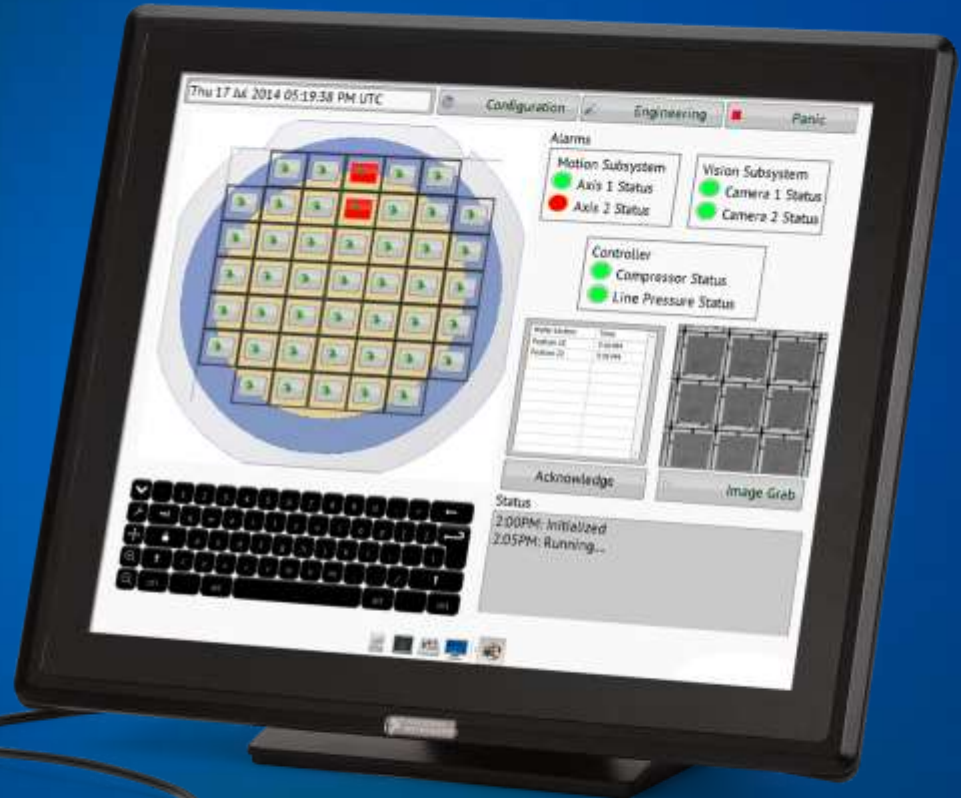 Thu 17 Jul 2014 05:19:38 PM UTC
Configuration
Engineering
Panic
Alarms
Motion Subsystem
Axis 1 Status
Axis 2 Status
Vision Subsystem
Camera 1 Status
Camera 2 Status
Controller
Compressor Status
Line Pressure Status
Acknowledge
Image Grab
Status
2:00PM: Initialized
2:05PM: Running...